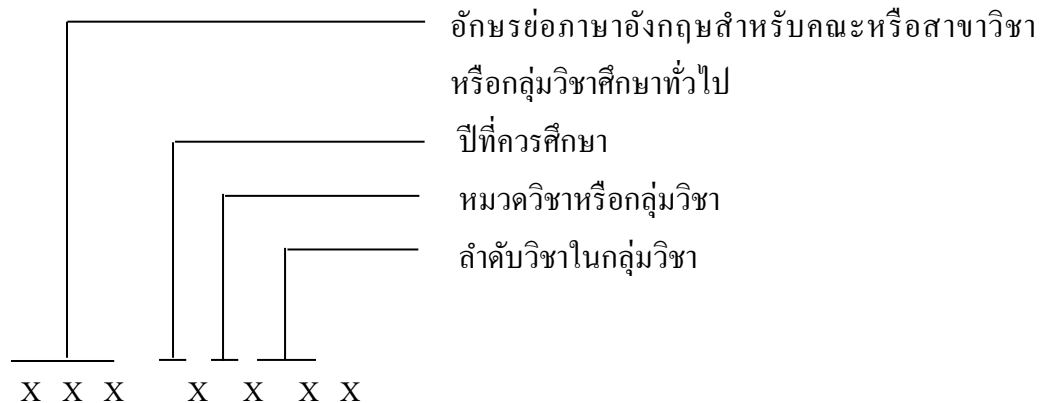 อักษรย่อภาษาอังกฤษสำหรับคณะหรือสาขาวิชา
หรือกลุ่มวิชาศึกษาทั่วไป
ปีที่ควรศึกษา
หมวดวิชาหรือกลุ่มวิชา
ลำดับวิชาในกลุ่มวิชา
X X X X X X X